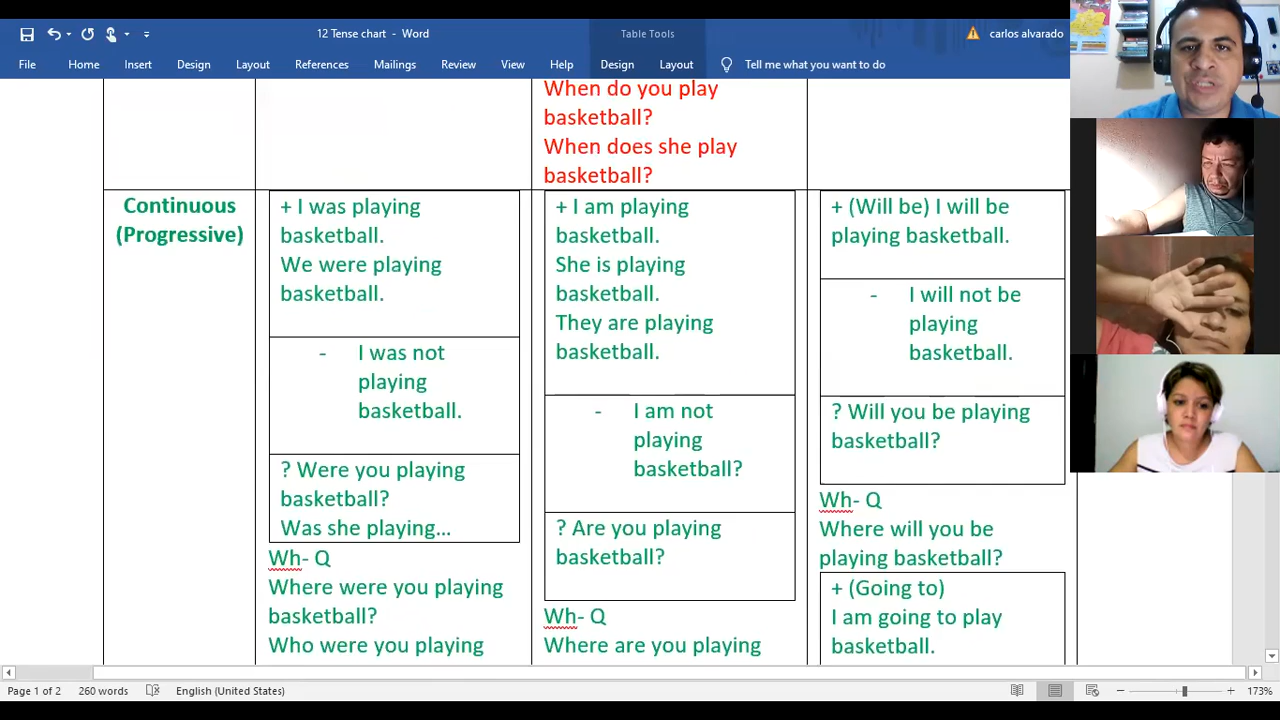 12 Tense chart - Word
Table Tools
carlos alvarado
File Home Insert Design Layout References Mailings Review View Help Design Layout Tell me what you want to do
When do you play
basketball?
When does she play
basketball?
Continuous
(Progressive)
+ I was playing
basketball.
We were playing
basketball.
- I was not
playing
basketball.
? Were you playing
basketball?
Was she playing...
Wh- Q
Where were you playing
basketball?
Who were you playing
+ I am playing
basketball.
She is playing
basketball.
They are playing
basketball.
- I am not
playing
basketball?
? Are you playing
basketball?
Wh- Q
Where are you playing
+ (Will be) I will be
playing basketball.
- I will not be
playing
basketball.
? Will you be playing
basketball?
Wh- Q
Where will you be
playing basketball?
+ (Going to)
I am going to play
basketball.
Page 1 of 2 260 words English (United States) 173%